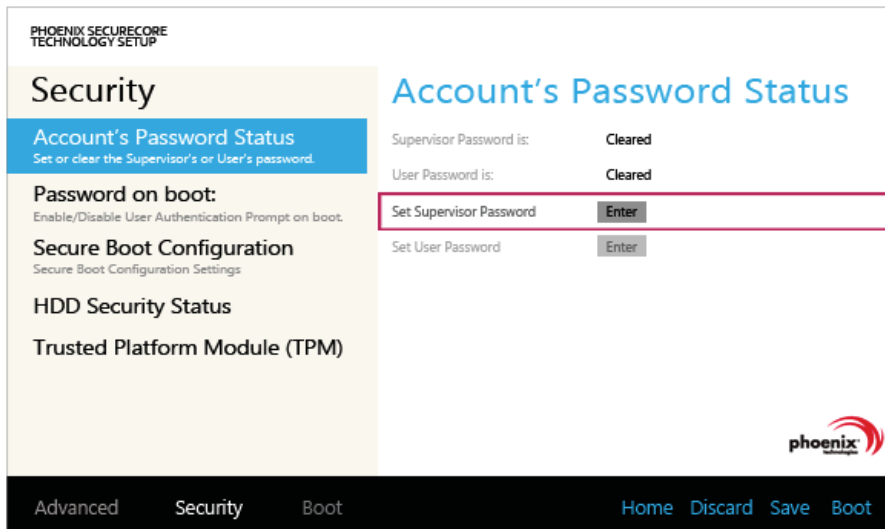 PHOENIX SECURECORE
TECHNOLOGY SETUP
Security
Account's Password Status
Set or clear the Supervisor's or User's password.
Password on boot:
Enable/Disable User Authentication Prompt on boot.
Secure Boot Configuration
Secure Boot Configuration Settings
HDD Security Status
Trusted Platform Module (TPM)
Account's Password Status
Supervisor Password is: Cleared
User Password is: Cleared
Set Supervisor Password Enter
Set User Password Enter
phoenix
technologies
Advanced Security Boot Home Discard Save Boot